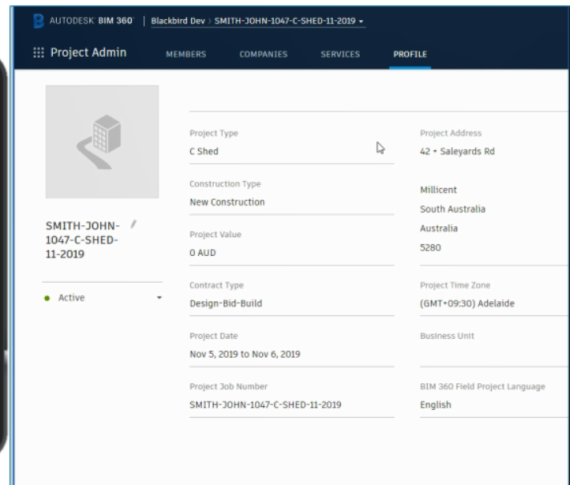 AUTODESK BIM 360 | Blackbird Dev > SMITH-JOHN-1047-C-SHED-11-2019
Project Admin MEMBERS COMPANIES SERVICES PROFILE
SMITH-JOHN-
1047-C-SHED-
11-2019
Active
Project Type
C Shed
Construction Type
New Construction
Project Value
0 AUD
Contract Type
Design-Bid-Build
Project Date
Nov 5, 2019 to Nov 6, 2019
Project Job Number
SMITH-JOHN-1047-C-SHED-11-2019
Project Address
42 • Saleyards Rd
Millicent
South Australia
Australia
5280
Project Time Zone
(GMT+09:30) Adelaide
Business Unit
BIM 360 Field Project Language
English